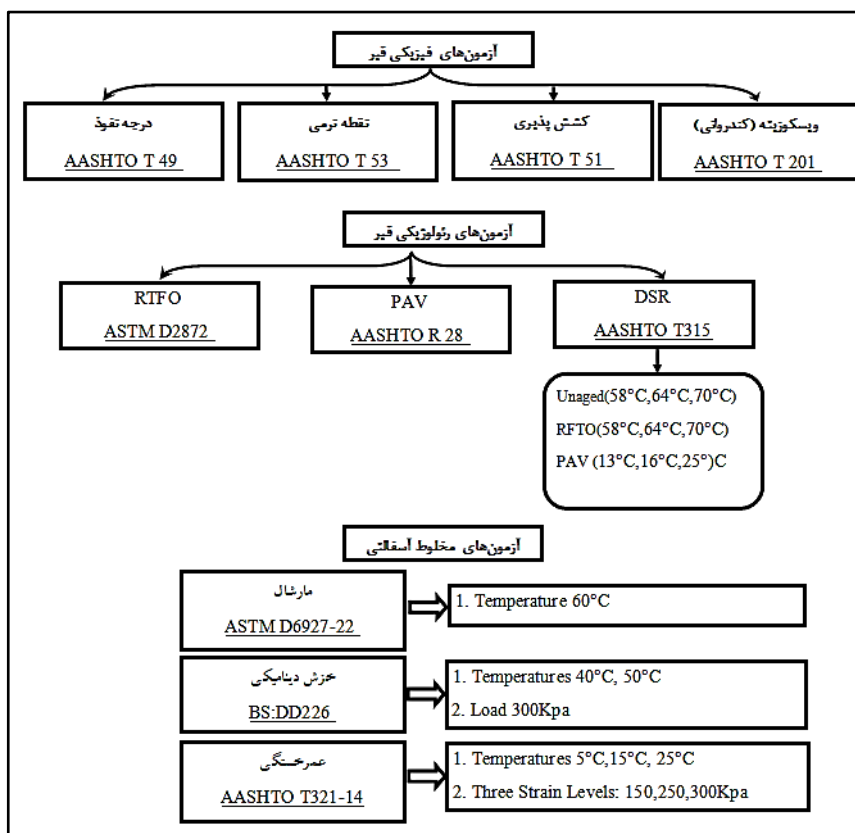 آزمون‌های فیزیکی قیر
درجه نفوذ
AASHTO T 49
نقطه نرمی
AASHTO T 53
کشش پذیری
AASHTO T 51
ویسکوزیته (کندروانی)
AASHTO T 201
آزمون‌های رئولوژیکی قیر
RTFO
ASTM D2872
PAV
AASHTO R 28
DSR
AASHTO T315
Unaged(58°C,64°C,70°C)
RFTO(58°C,64°C,70°C)
PAV (13°C,16°C,25°)C
آزمون‌های مخلوط آسفالتی
مارشال
ASTM D6927-22
1. Temperature 60°C
خزش دینامیکی
BS:DD226
1. Temperatures 40°C, 50°C
2. Load 300Kpa
عمرخستگی
AASHTO T321-14
1. Temperatures 5°C,15°C, 25°C
2. Three Strain Levels: 150,250,300Kpa